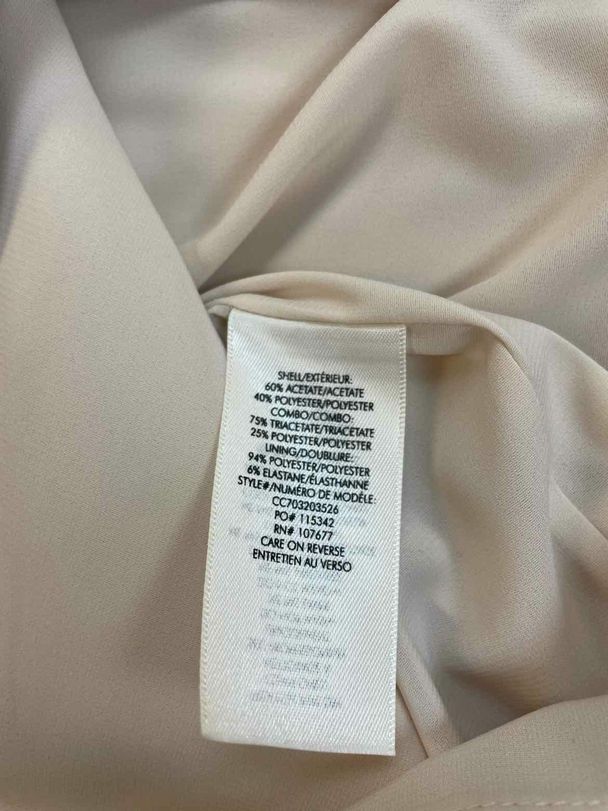 SHELL/EXTÉRIEUR:
60% ACETATE/ACETATE
40% POLYESTER/POLYESTER
COMBO/COMBO:
75% TRIACETATE/TRIACETATE
25% POLYESTER/POLYESTER
LINING/DOUBLURE:
94% POLYESTER/POLYESTER
6% ELASTANE/ÉLASTHANNE
STYLE#/NUMÉRO DE MODÈLE:
CC703203526
PO# 115342
RN# 107677
CARE ON REVERSE
ENTRETIEN AU VERSO